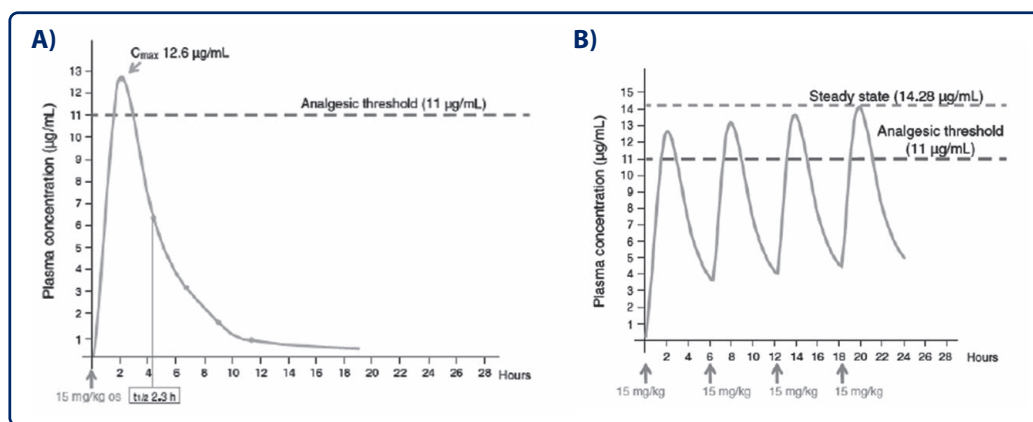 A)
Cmax 12.6 µg/mL
Analgesic threshold (11 µg/mL)
Plasma concentration (µg/mL)
13
12
11
10
9
8
7
6
5
4
3
2
1
2 4 6 8 10 12 14 16 18 20 22 24 26 28 Hours
15 mg/kg os
t1/2 2.3 h
B)
Steady state (14.28 µg/mL)
Analgesic threshold
(11 µg/mL)
Plasma concentration (µg/mL)
15
14
13
12
11
10
9
8
7
6
5
4
3
2
1
2 4 6 8 10 12 14 16 18 20 22 24 26 28 Hours
15 mg/kg 15 mg/kg 15 mg/kg 15 mg/kg